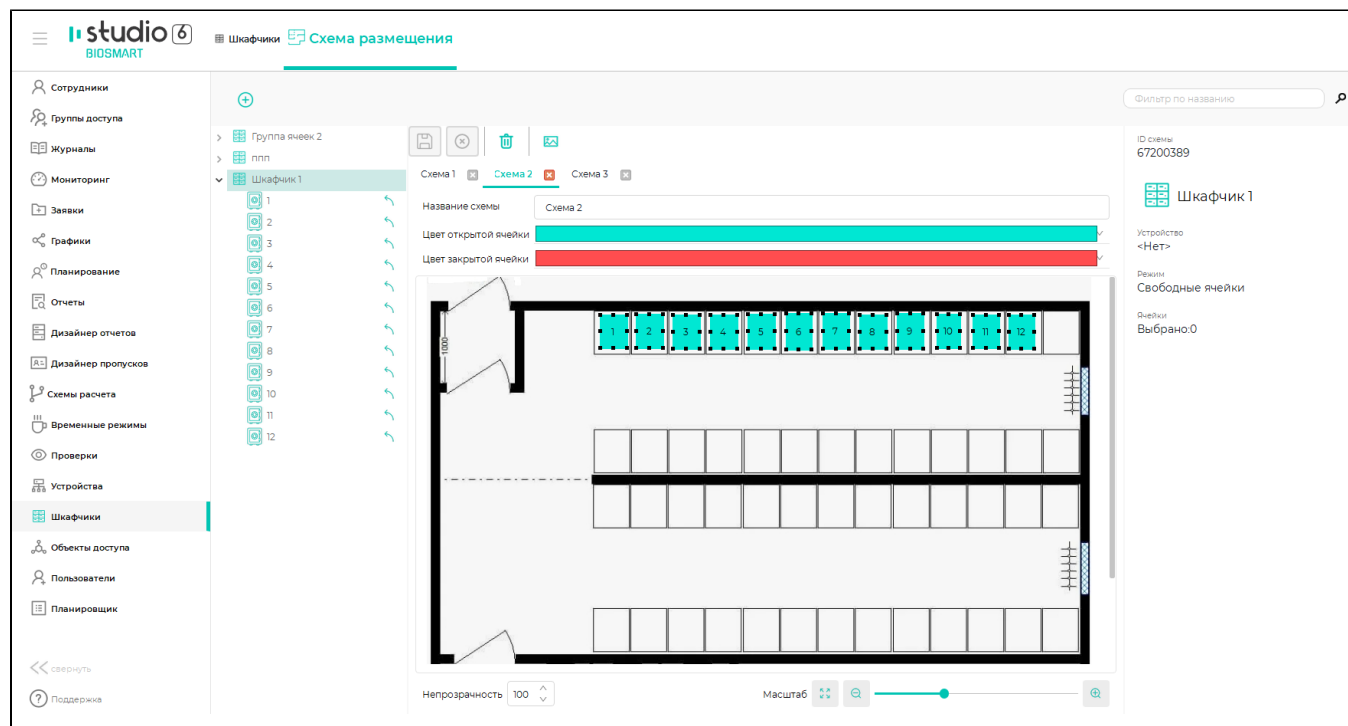 studio 6
BIOSMART
Шкафчики
Схема размещения
Сотрудники
Группы доступа
Журналы
Мониторинг
Заявки
Графики
Планирование
Отчеты
Дизайнер отчетов
Дизайнер пропусков
Схемы расчета
Временные режимы
Проверки
Устройства
Шкафчики
Объекты доступа
Пользователи
Планировщик
свернуть
Поддержка
Группа ячеек 2
ппп
Шкафчик 1
1
2
3
4
5
6
7
8
9
10
11
12
Схема 1 Схема 2 Схема 3
Название схемы Схема 2
Цвет открытой ячейки
Цвет закрытой ячейки
1 2 3 4 5 6 7 8 9 10 11 12
1000
Непрозрачность 100
Масштаб
Фильтр по названию
ID схемы
67200389
Шкафчик 1
Устройство
<Нет>
Режим
Свободные ячейки
Ячейки
Выбрано:0